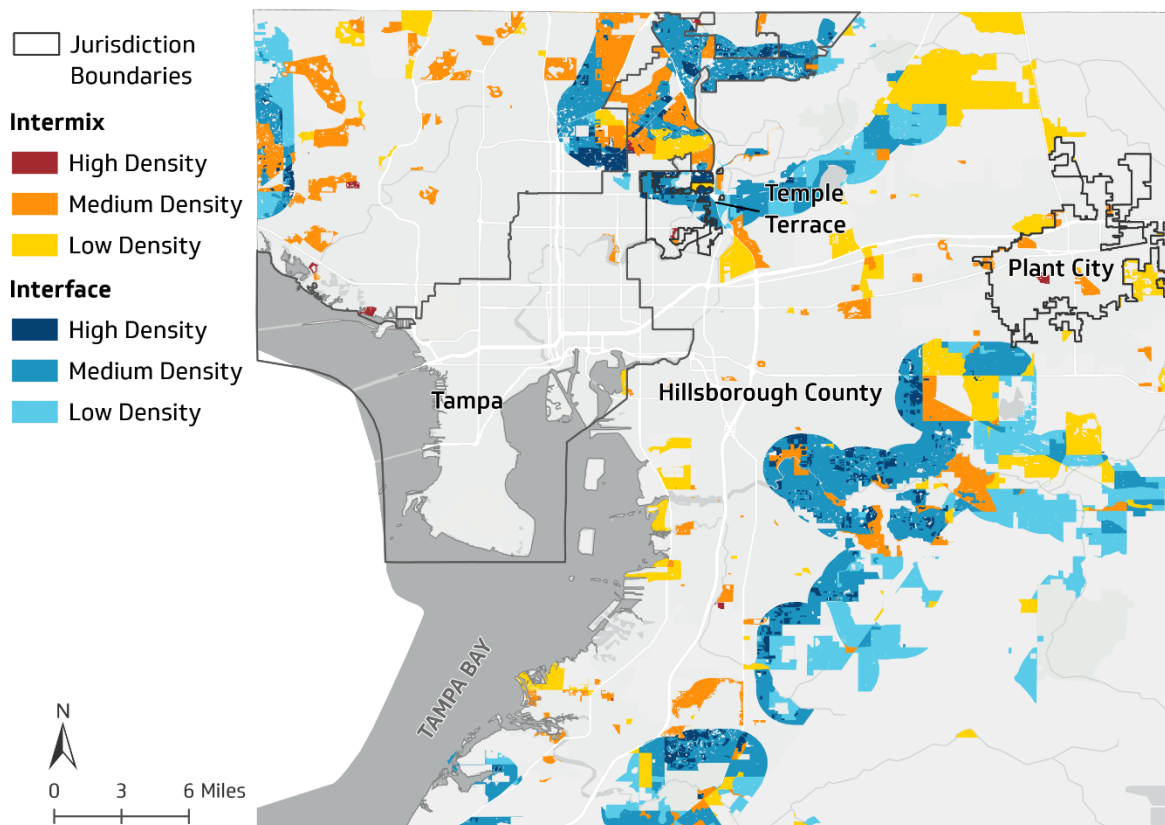 Jurisdiction
Boundaries
Intermix
High Density
Medium Density
Low Density
Interface
High Density
Medium Density
Low Density
Temple
Terrace
Plant City
Tampa
Hillsborough County
TAMPA BAY
N
0 3 6 Miles